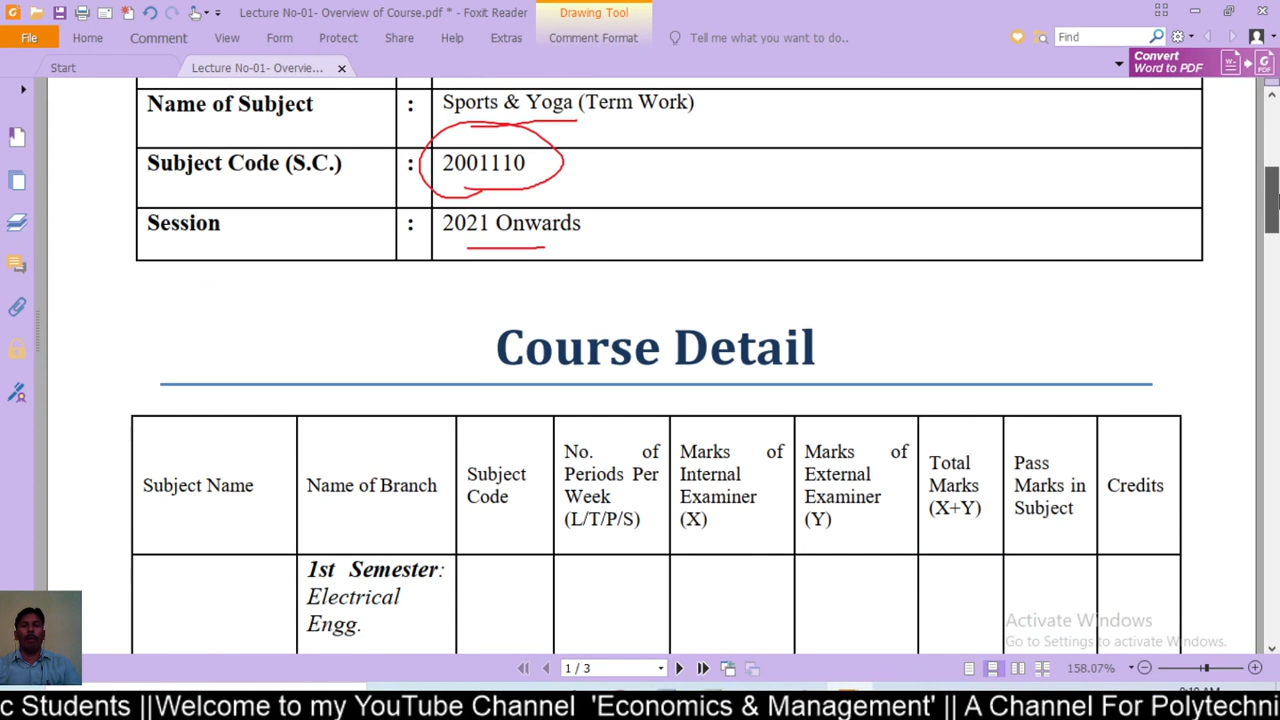 Lecture No-01- Overview of Course.pdf * - Foxit Reader
Drawing Tool
File
Home
Comment
View
Form
Protect
Share
Help
Extras
Comment Format
Tell me what you want to do..
Find
Start
Lecture No-01- Overvie...
Convert
Word to PDF
Name of Subject : Sports & Yoga (Term Work)
Subject Code (S.C.) : 2001110
Session : 2021 Onwards
Course Detail
Subject Name
Name of Branch
Subject
Code
No. of
Periods Per
Week
(L/T/P/S)
Marks of
Internal
Examiner
(X)
Marks of
External
Examiner
(Y)
Total
Marks
(X+Y)
Pass
Marks in
Subject
Credits
1st Semester:
Electrical
Engg.
Activate Windows
Go to Settings to activate Windows.
1 / 3
158.07%
c Students ||Welcome to my YouTube Channel 'Economics & Management' || A Channel For Polytechni